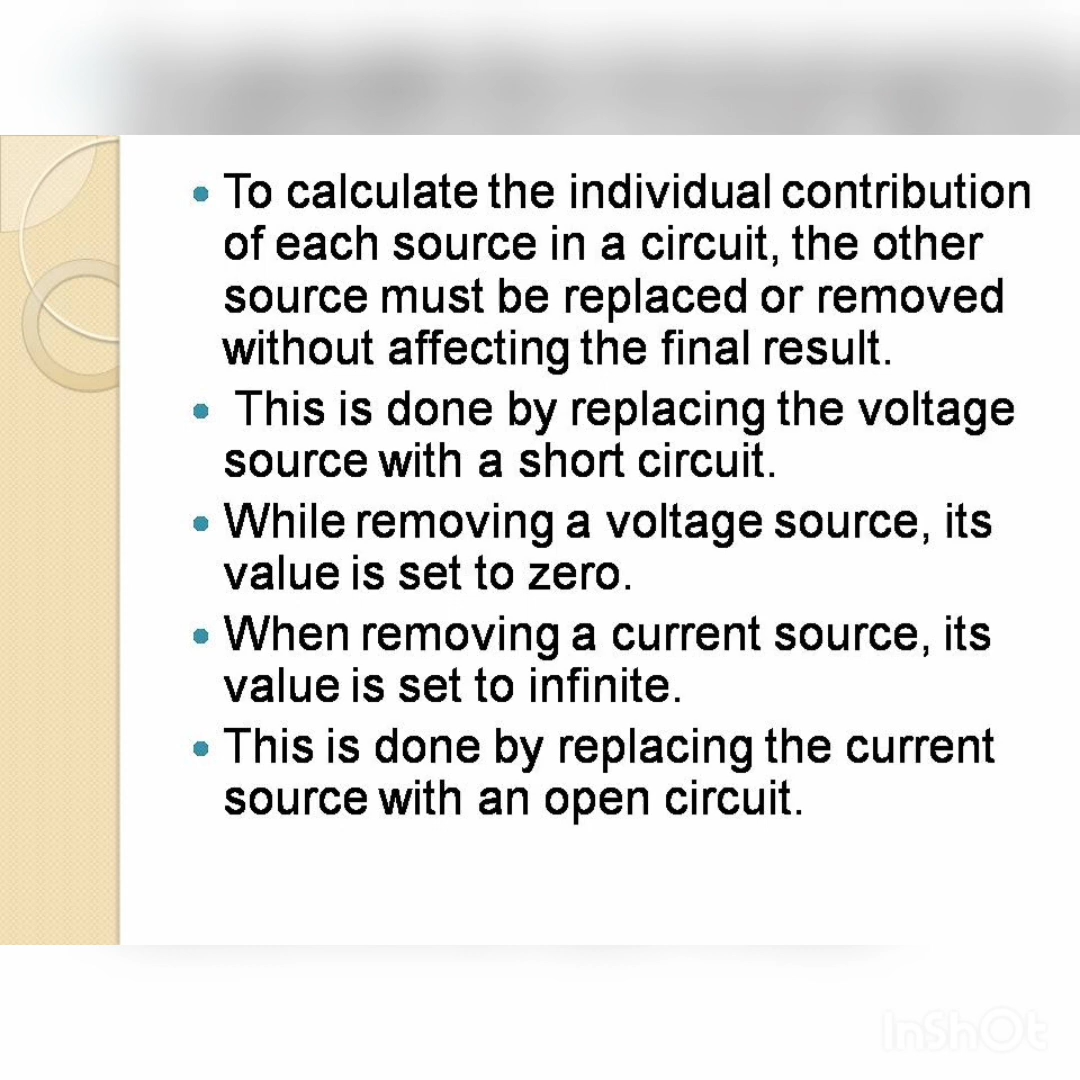 To calculate the individual contribution
of each source in a circuit, the other
source must be replaced or removed
without affecting the final result.
This is done by replacing the voltage
source with a short circuit.
While removing a voltage source, its
value is set to zero.
When removing a current source, its
value is set to infinite.
This is done by replacing the current
source with an open circuit.
InShOt